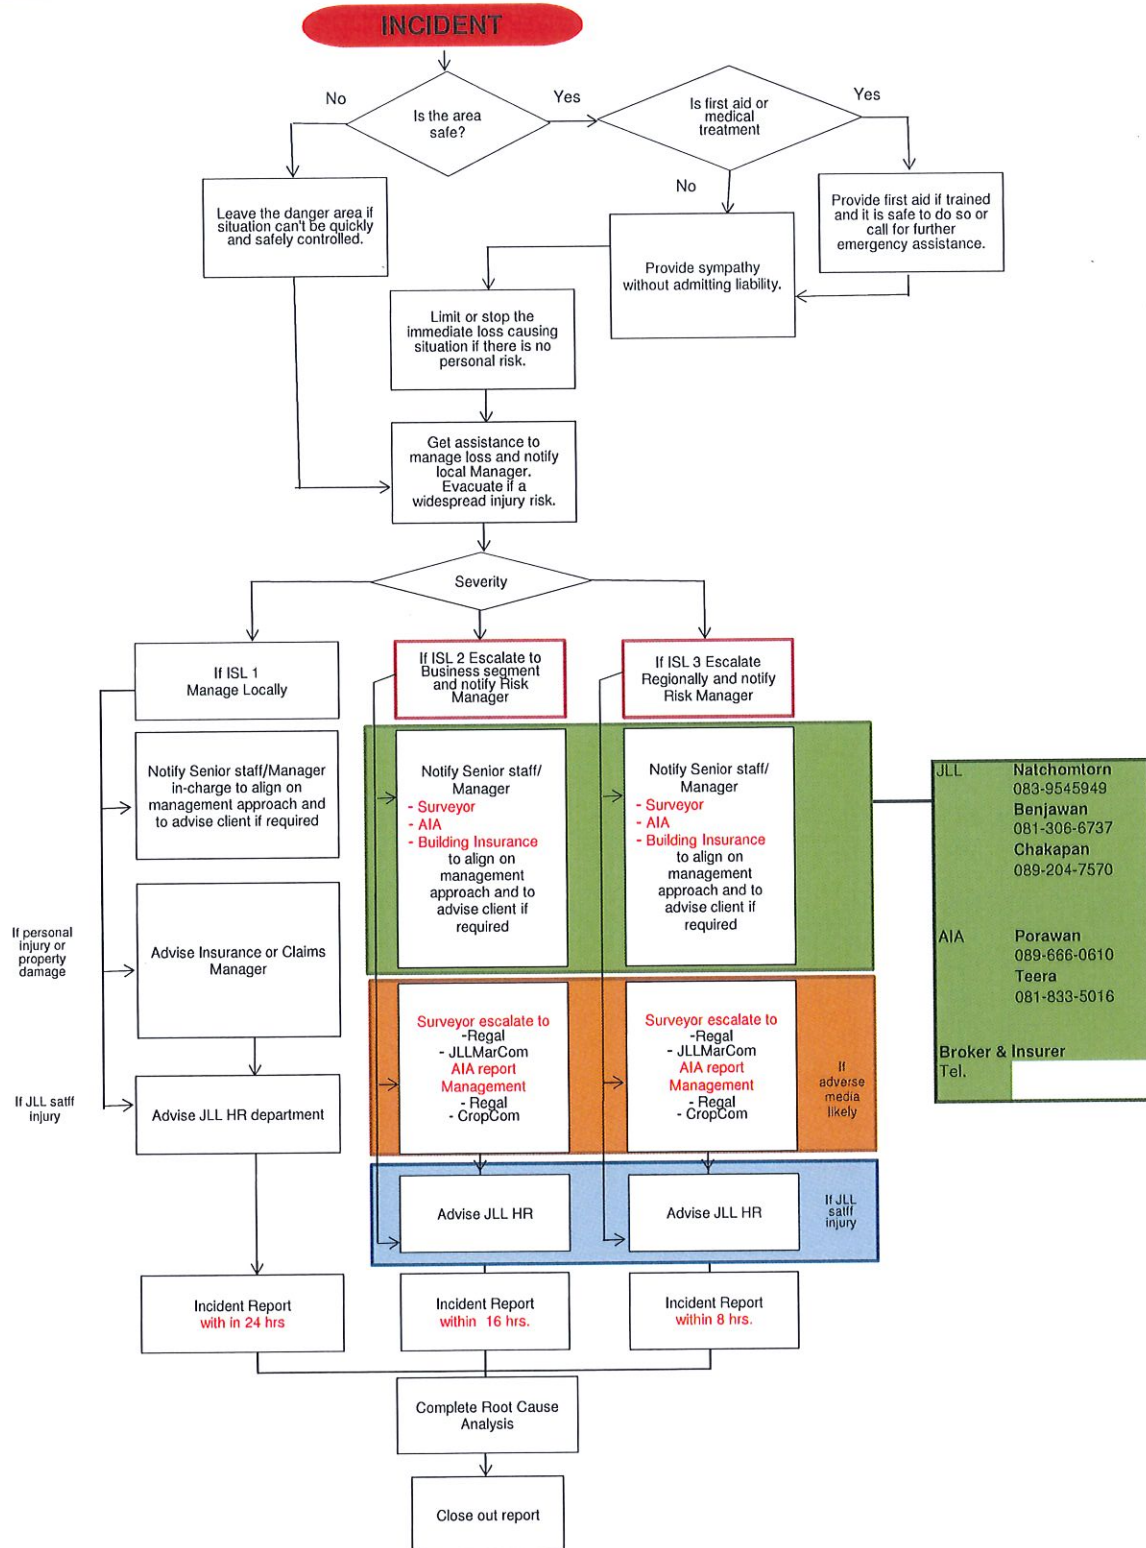 INCIDENT
No
Is the area
safe?
Yes
Is first aid or
medical
treatment
Yes
No
Leave the danger area if
situation can't be quickly
and safely controlled.
Provide first aid if trained
and it is safe to do so or
call for further
emergency assistance.
Provide sympathy
without admitting liability.
Limit or stop the
immediate loss causing
situation if there is no
personal risk.
Get assistance to
manage loss and notify
local Manager.
Evacuate if a
widespread injury risk.
Severity
If ISL 1
Manage Locally
If ISL 2 Escalate to
Business segment
and notify Risk
Manager
If ISL 3 Escalate
Regionally and notify
Risk Manager
Notify Senior staff/Manager
in-charge to align on
management approach and
to advise client if required
Notify Senior staff/
Manager
- Surveyor
- AIA
- Building Insurance
to align on
management
approach and to
advise client if
required
Notify Senior staff/
Manager
- Surveyor
- AIA
- Building Insurance
to align on
management
approach and to
advise client if
required
JLL Natchomtorn
083-9545949
Benjawan
081-306-6737
Chakapan
089-204-7570
AIA Porawan
089-666-0610
Teera
081-833-5016
Broker & Insurer
Tel.
If personal
injury or
property
damage
Advise Insurance or Claims
Manager
Surveyor escalate to
-Regal
- JLLMarCom
AIA report
Management
- Regal
- CropCom
Surveyor escalate to
-Regal
- JLLMarCom
AIA report
Management
- Regal
- CropCom
If
adverse
media
likely
If JLL satff
injury
Advise JLL HR department
Advise JLL HR
Advise JLL HR
If JLL
satff
injury
Incident Report
with in 24 hrs
Incident Report
within 16 hrs.
Incident Report
within 8 hrs.
Complete Root Cause
Analysis
Close out report